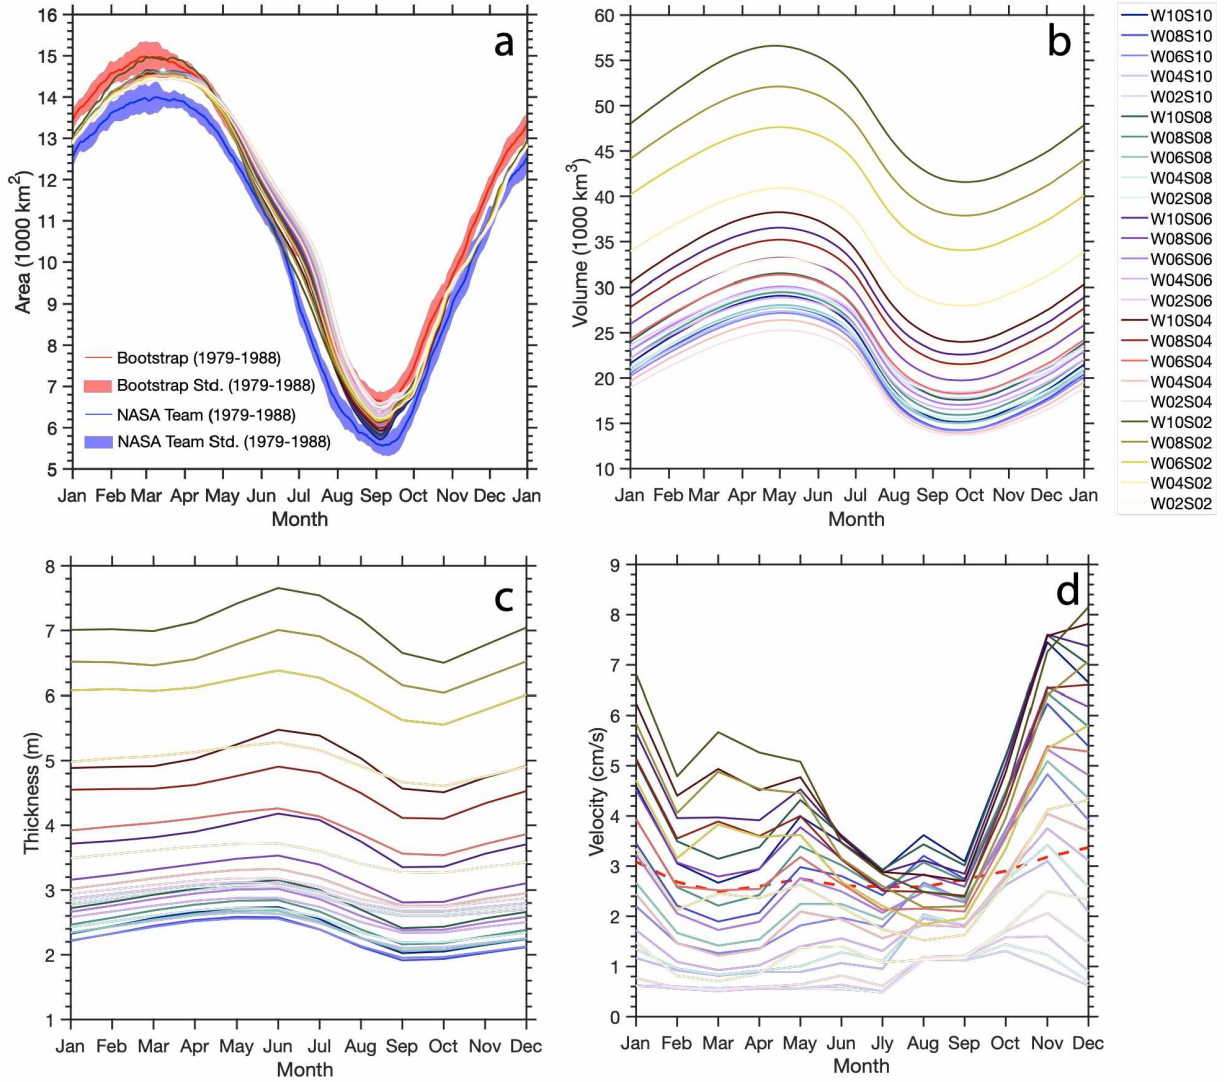 a
16
15
14
13
12
11
10
9
8
7
6
5
Area (1000 km2)
Bootstrap (1979-1988)
Bootstrap Std. (1979-1988)
NASA Team (1979-1988)
NASA Team Std. (1979-1988)
Jan Feb Mar Apr May Jun Jul Aug Sep Oct Nov Dec Jan
Month
b
60
55
50
45
40
35
30
25
20
15
10
Volume (1000 km3)
Jan Feb Mar Apr May Jun Jul Aug Sep Oct Nov Dec Jan
Month
W10S10
W08S10
W06S10
W04S10
W02S10
W10S08
W08S08
W06S08
W04S08
W02S08
W10S06
W08S06
W06S06
W04S06
W02S06
W10S04
W08S04
W06S04
W04S04
W02S04
W10S02
W08S02
W06S02
W04S02
W02S02
c
8
7
6
5
4
3
2
1
Thickness (m)
Jan Feb Mar Apr May Jun Jul Aug Sep Oct Nov Dec
Month
d
9
8
7
6
5
4
3
2
1
0
Velocity (cm/s)
Jan Feb Mar Apr May Jun Jly Aug Sep Oct Nov Dec
Month